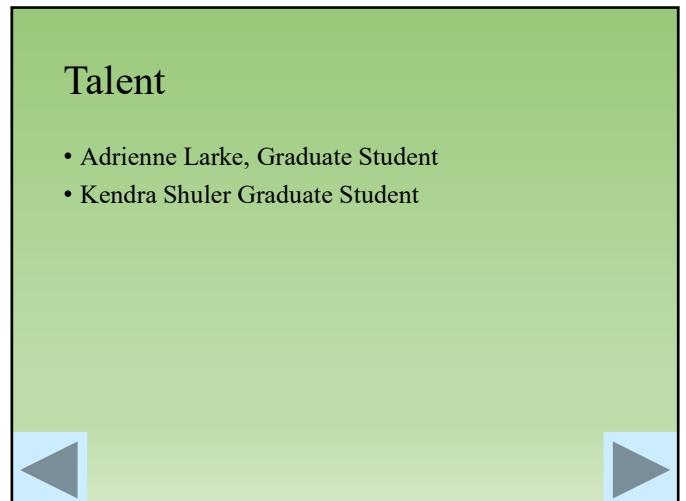 Talent
• Adrienne Larke, Graduate Student
• Kendra Shuler Graduate Student